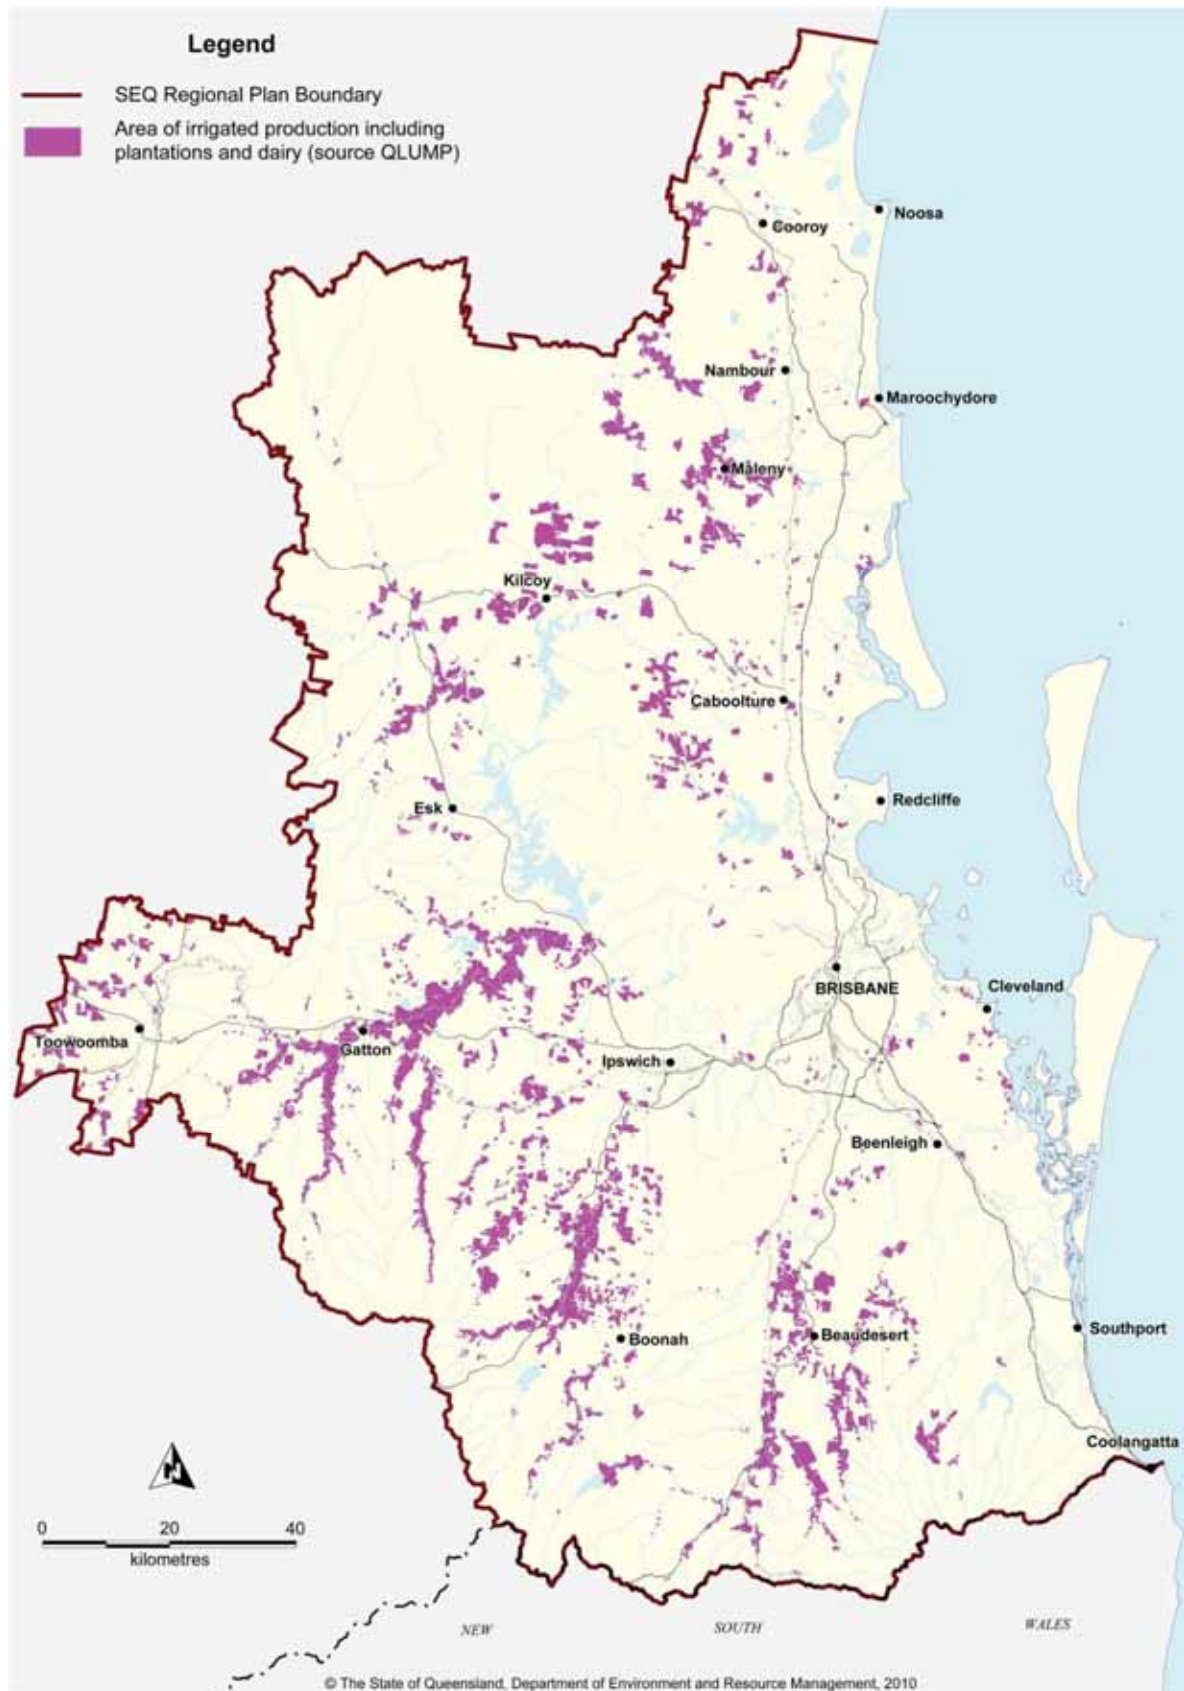 Legend
SEQ Regional Plan Boundary
Area of irrigated production including
plantations and dairy (source QLUMP)
Noosa
Cooroy
Nambour
Maroochydore
Maleny
Kilcoy
Caboolture
Redcliffe
Esk
BRISBANE
Cleveland
Toowoomba
Gatton
Ipswich
Beenleigh
Southport
Boonah
Beaudesert
Coolangatta
N
0 20 40
kilometres
NEW SOUTH WALES
© The State of Queensland, Department of Environment and Resource Management, 2010